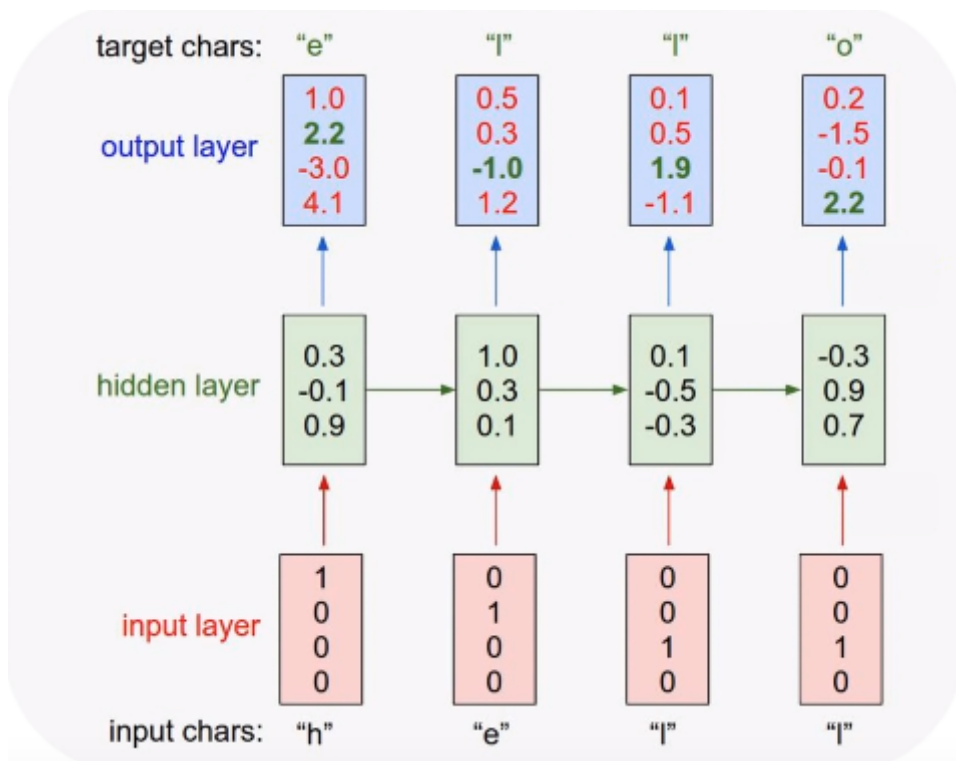 target chars: “e” “l” “l” “o”
1.0 0.5 0.1 0.2
2.2 0.3 0.5 -1.5
output layer
-3.0 -1.0 1.9 -0.1
4.1 1.2 -1.1 2.2
0.3 1.0 0.1 -0.3
hidden layer -0.1 0.3 -0.5 0.9
0.9 0.1 -0.3 0.7
1 0 0 0
0 1 0 0
input layer
0 0 1 1
0 0 0 0
input chars: “h” “e” “l” “l”